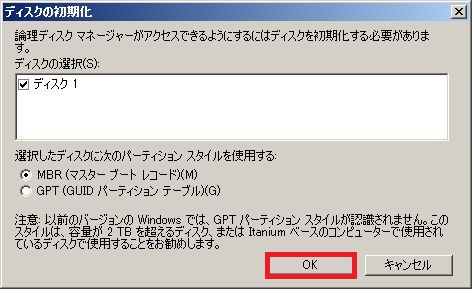 ディスクの初期化
論理ディスク マネージャーがアクセスできるようにするにはディスクを初期化する必要がありま
す。
ディスクの選択(S):
ディスク 1
選択したディスクに次のパーティション スタイルを使用する:
MBR (マスター ブート レコード)(M)
GPT (GUID パーティション テーブル)(G)
注意: 以前のバージョンの Windows では、GPT パーティション スタイルが認識されません。この
スタイルは、容量が 2 TB を超えるディスク、または Itanium ベースのコンピューターで使用され
ているディスクで使用することをお勧めします。
OK
キャンセル